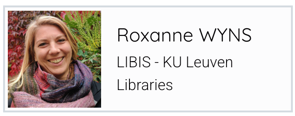 Roxanne WYNS
LIBIS - KU Leuven
Libraries